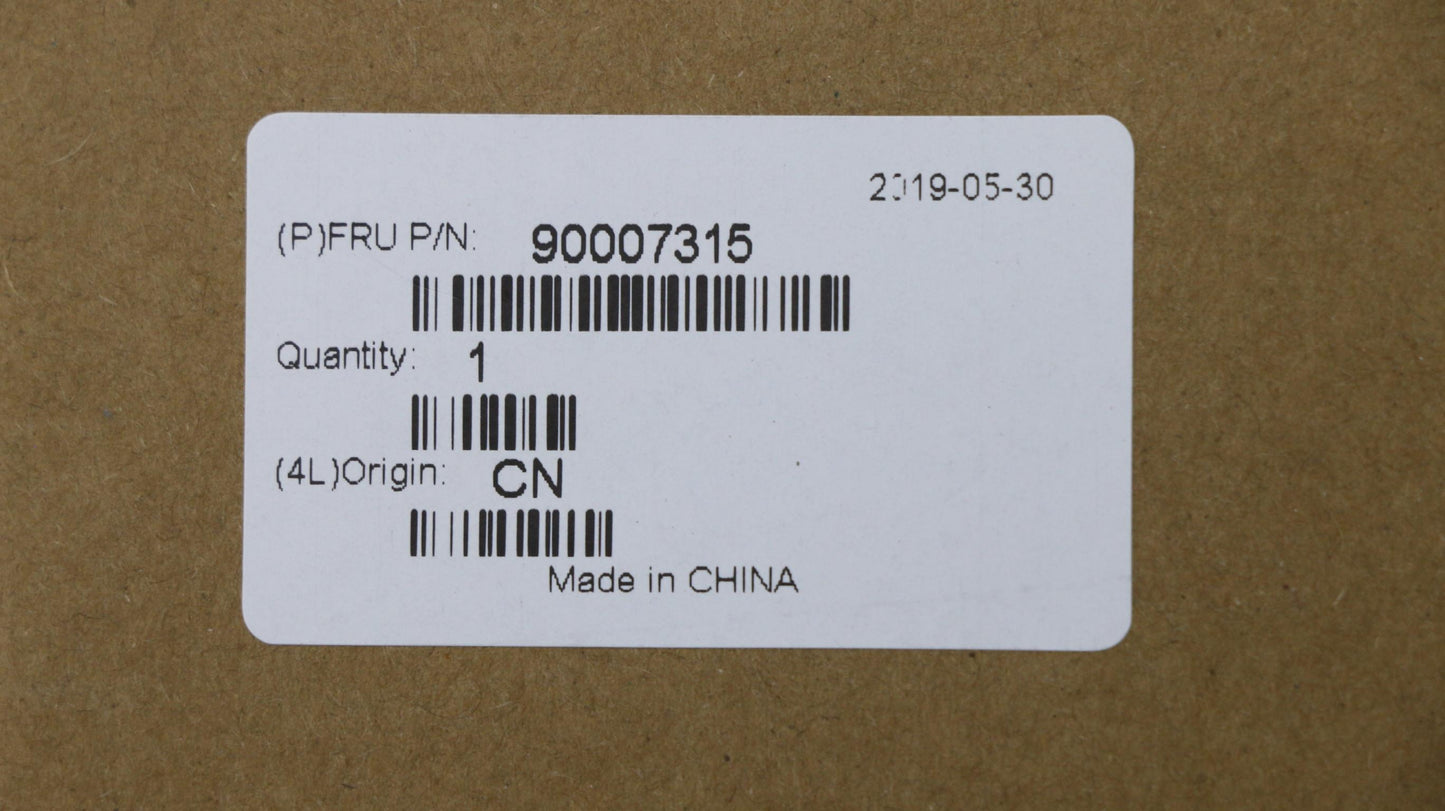 2019-05-30
(P)FRU P/N: 90007315
Quantity: 1
(4L)Origin: CN
Made in CHINA